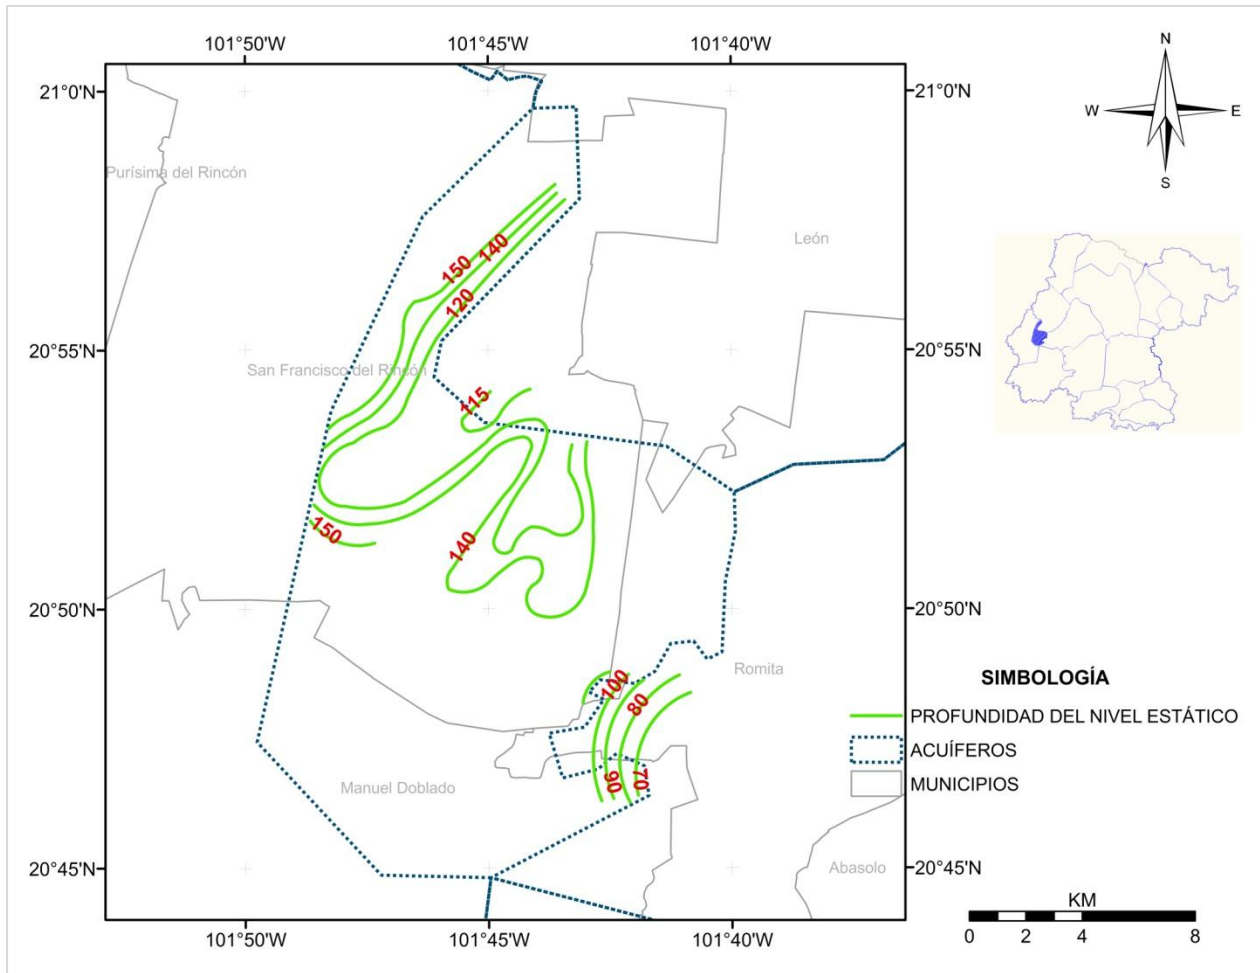 101°50'W 101°45'W 101°40'W
N
21°0'N 21°0'N
W E
S
Purísima del Rincón
León
150 140
120
20°55'N 20°55'N
San Francisco del Rincón
115
150
140
20°50'N 20°50'N
Romita
100
80
90 70
SIMBOLOGÍA
PROFUNDIDAD DEL NIVEL ESTÁTICO
ACUÍFEROS
MUNICIPIOS
Manuel Doblado
Abasolo
20°45'N 20°45'N
KM
0 2 4 8
101°50'W 101°45'W 101°40'W